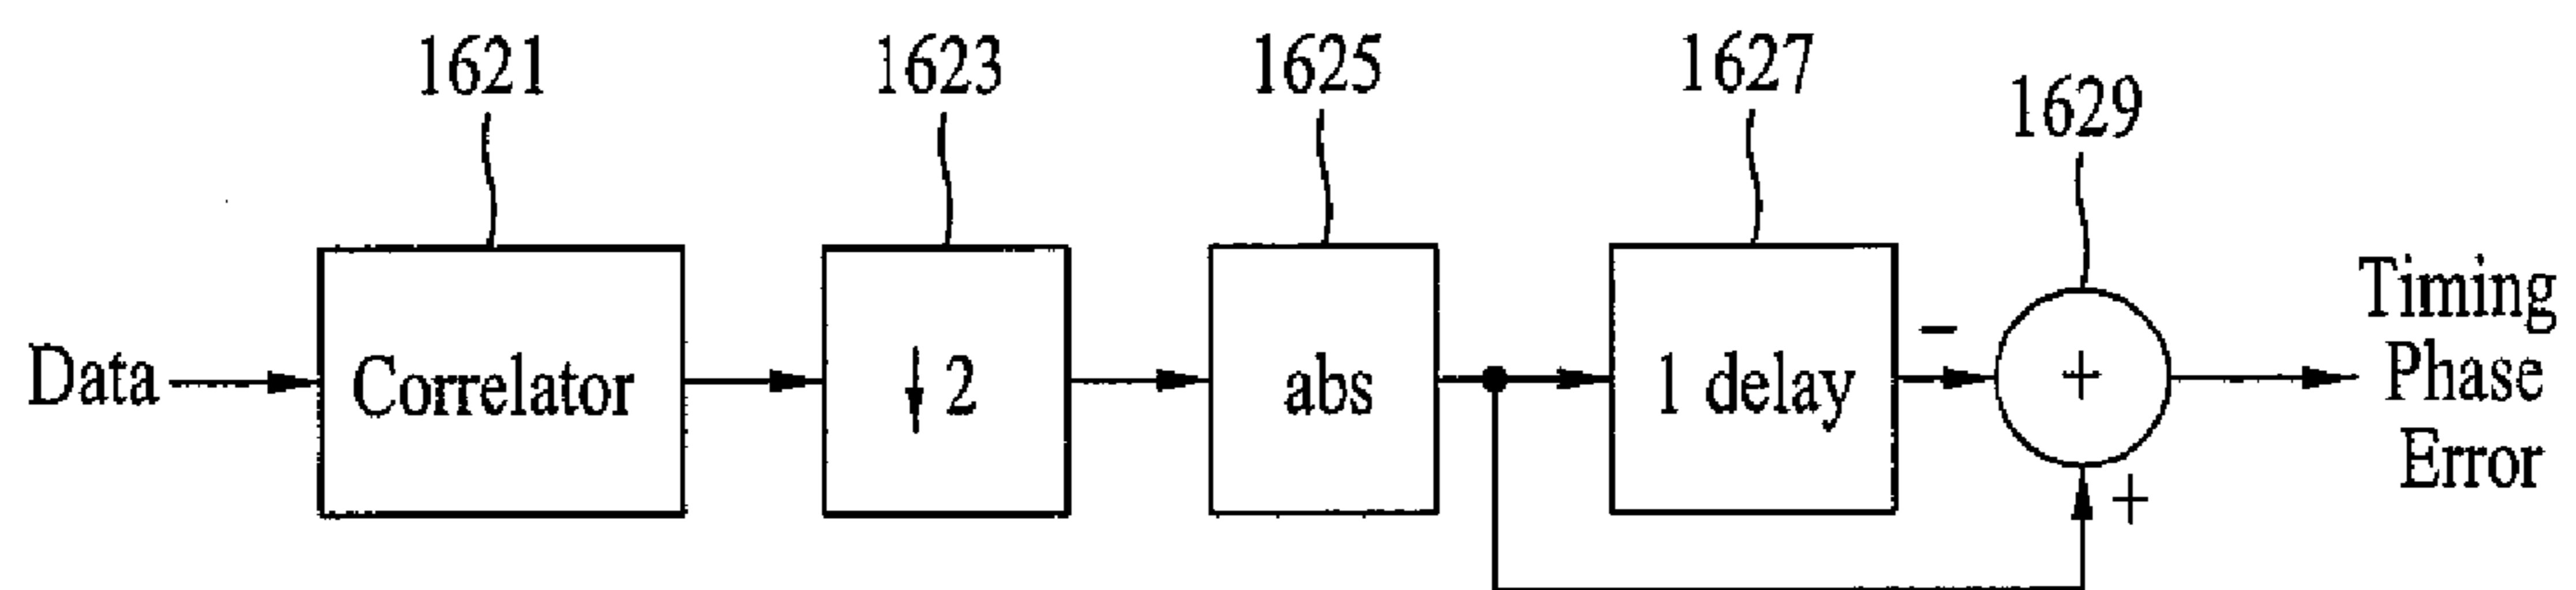 1621
1623
1625
1627
1629
Data
Correlator
↓2
abs
1 delay
−
+
+
Timing
Phase
Error